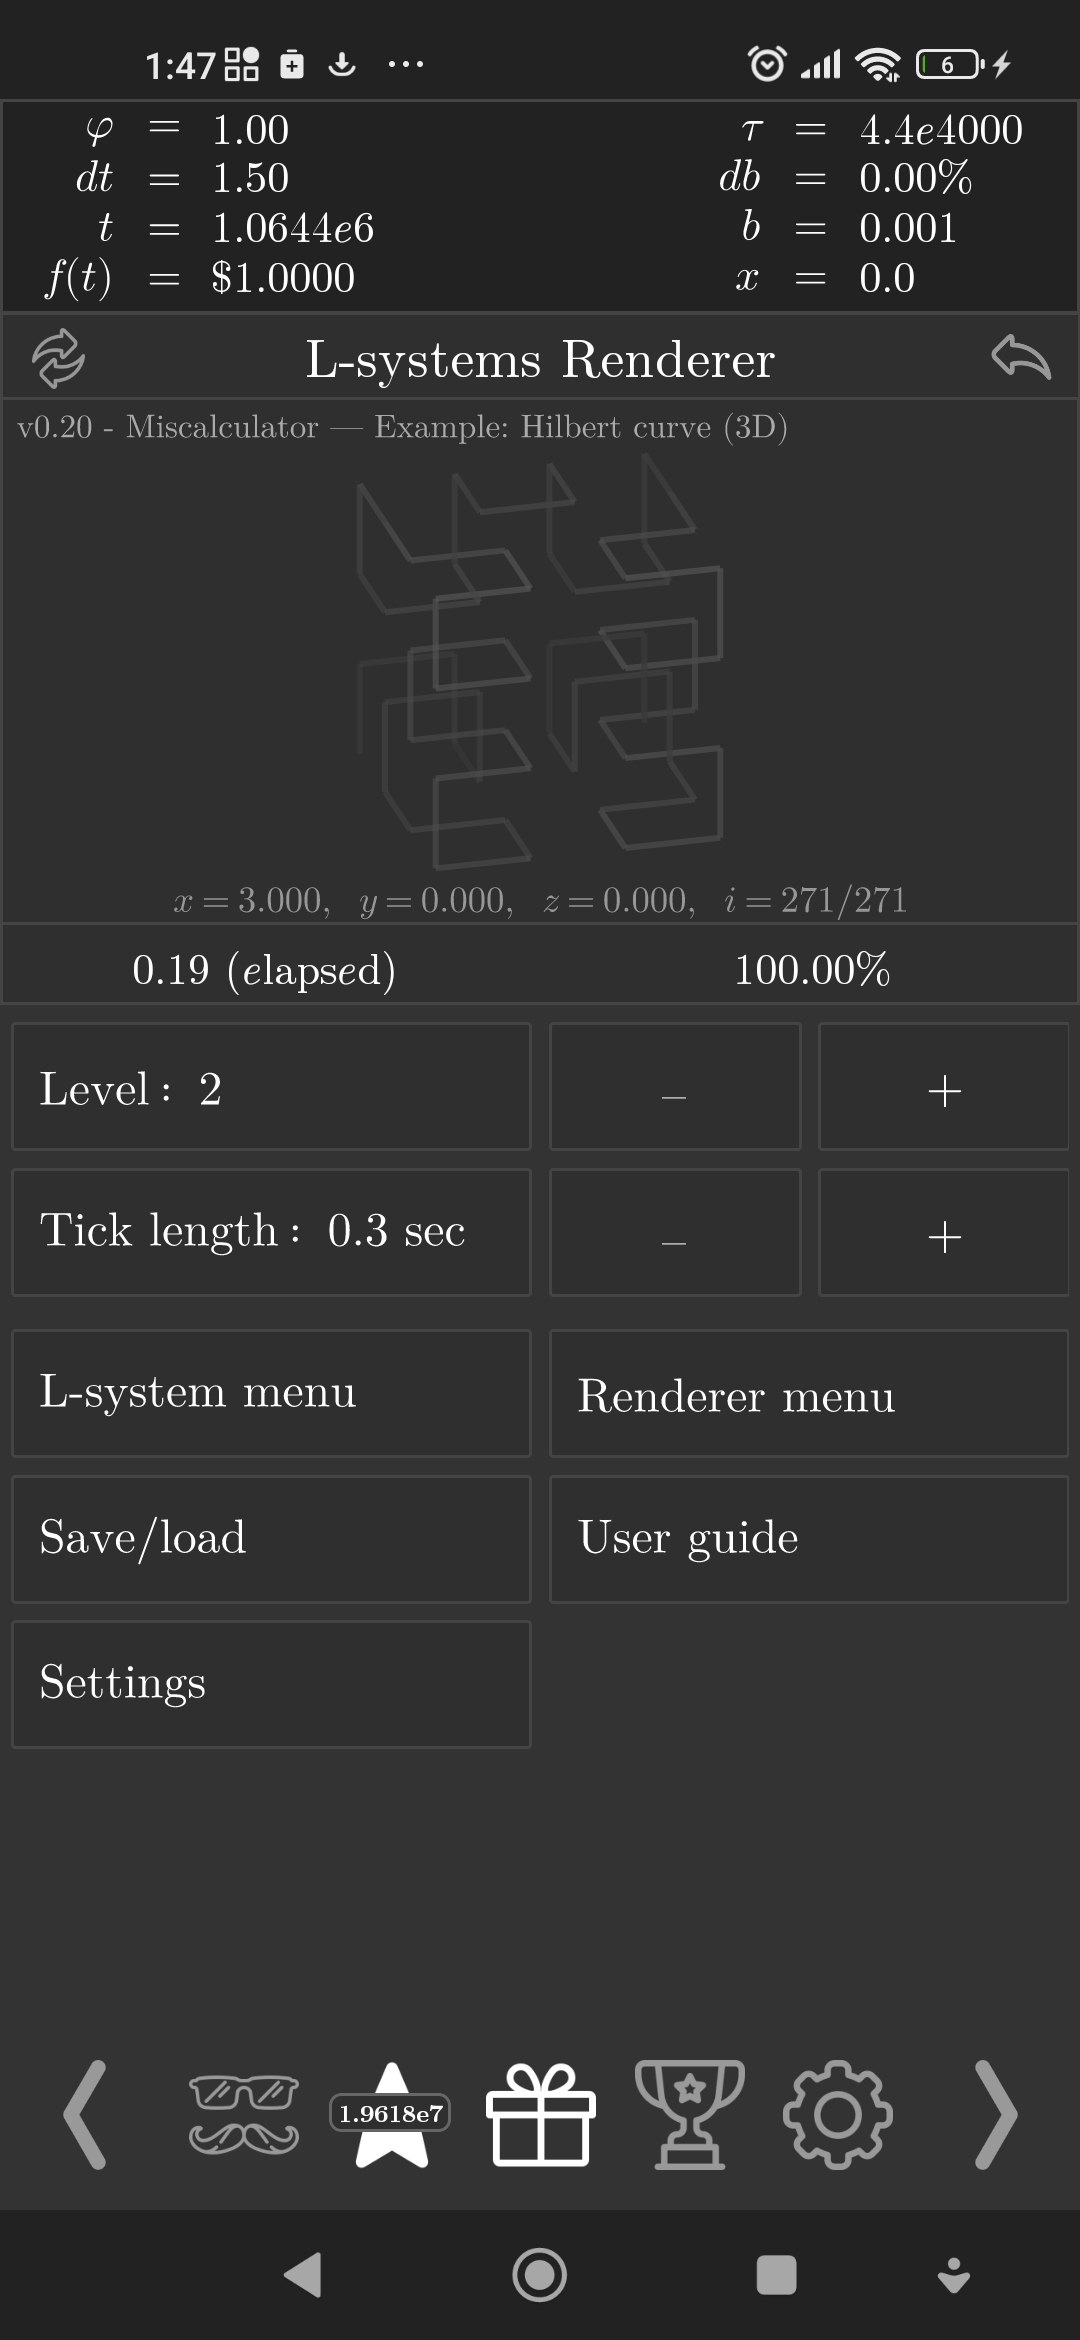 1:47 ... 6
φ = 1.00 τ = 4.4e4000
dt = 1.50 db = 0.00%
t = 1.0644e6 b = 0.001
f(t) = $1.0000 x = 0.0
L-systems Renderer
v0.20 - Miscalculator — Example: Hilbert curve (3D)
x = 3.000, y = 0.000, z = 0.000, i = 271/271
0.19 (elapsed) 100.00%
Level: 2 – +
Tick length: 0.3 sec – +
L-system menu Renderer menu
Save/load User guide
Settings
1.9618e7